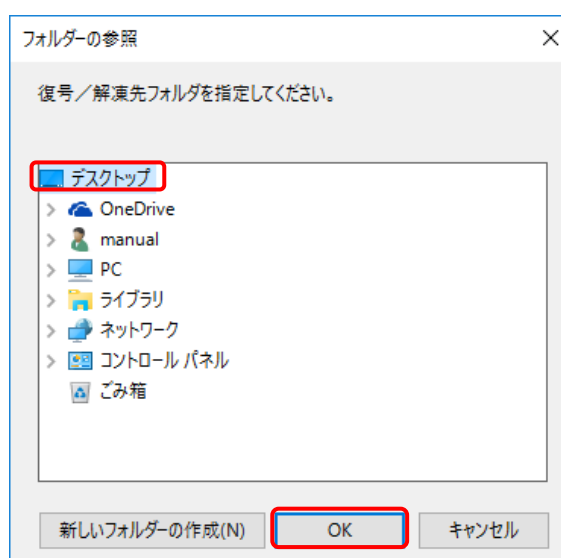 フォルダーの参照
復号／解凍先フォルダを指定してください。
デスクトップ
OneDrive
manual
PC
ライブラリ
ネットワーク
コントロール パネル
ごみ箱
新しいフォルダーの作成(N) OK キャンセル